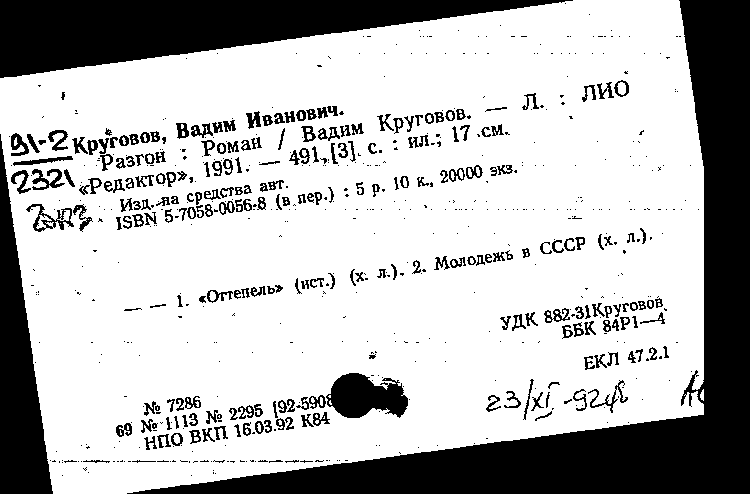 91-2
2321
Круговов, Вадим Иванович.
Разгон : Роман / Вадим Круговов. — Л. : ЛИО
«Редактор», 1991. — 491,[3] с. : ил.; 17 см.
Изд. на средства авт.
ISBN 5-7058-0056-8 (в пер.) : 5 р. 10 к., 20000 экз.
— — 1. «Оттепель» (ист.) (х. л.). 2. Молодежь в СССР (х. л.).
УДК 882-31Круговов
ББК 84Р1—4
ЕКЛ 47.2.1
№ 7286
69 № 1113 № 2295 [92-5908
НПО ВКП 16.03.92 К84
23/XI-92